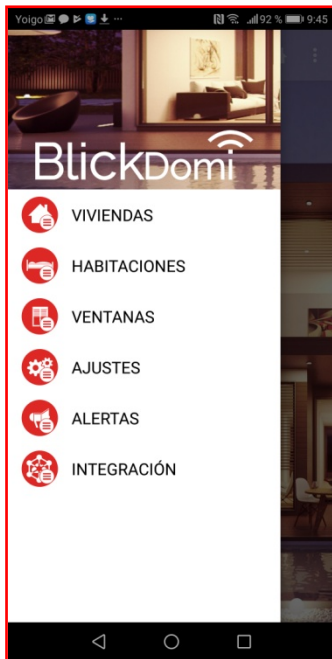 Yoigo ... 92 % 9:45
BLICKDOMI
VIVIENDAS
HABITACIONES
VENTANAS
AJUSTES
ALERTAS
INTEGRACIÓN